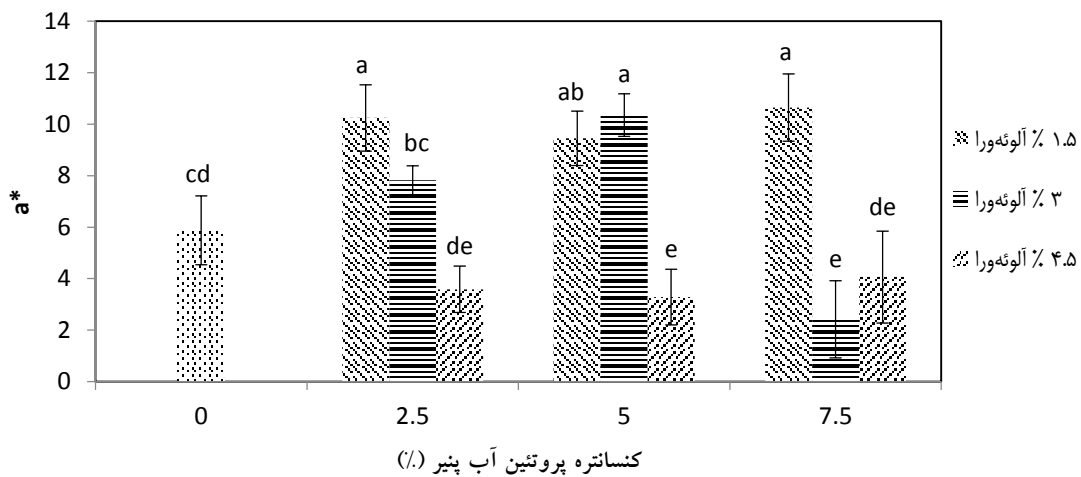 14
12
10
8
6
4
2
0
a*
cd
a
bc
de
ab
a
e
a
e
de
0 2.5 5 7.5
کنسانتره پروتئین آب پنیر (٪)
۱.۵ ٪ آلوئه‌ورا
۳ ٪ آلوئه‌ورا
۴.۵ ٪ آلوئه‌ورا